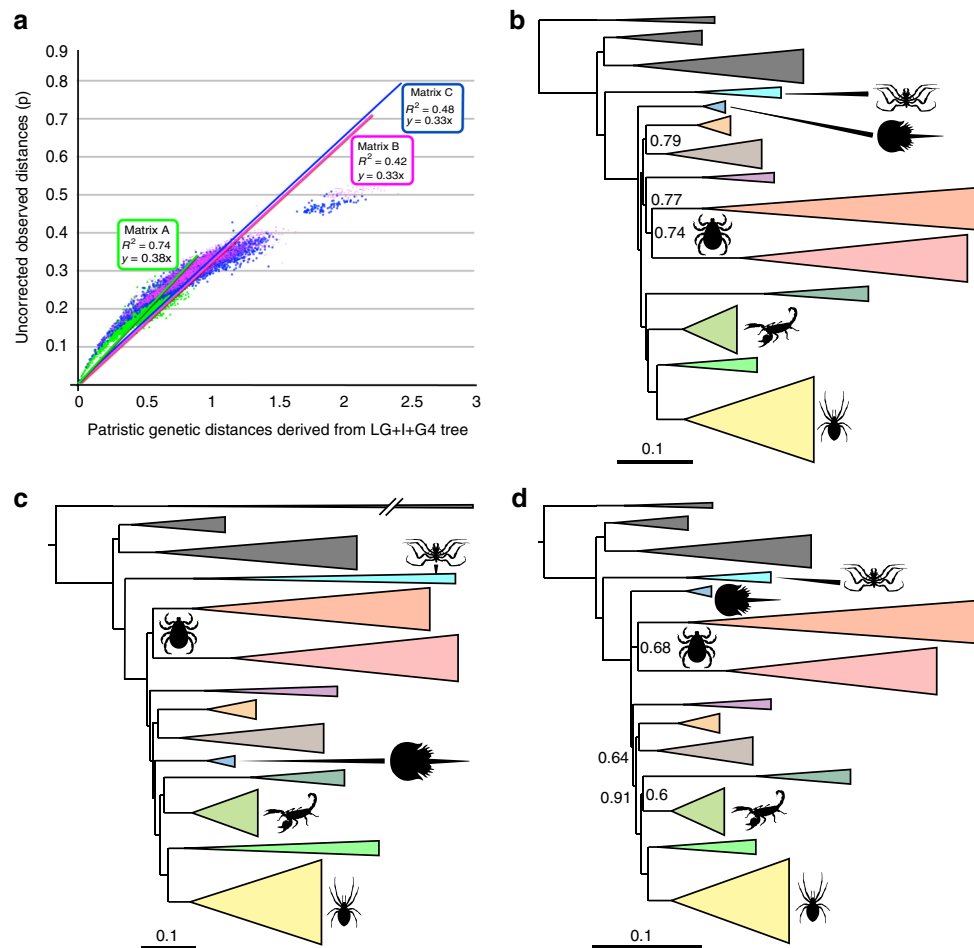 a
0.9
0.8
0.7
0.6
0.5
0.4
0.3
0.2
0.1
0
0.5
1
1.5
2
2.5
3
Uncorrected observed distances (p)
Patristic genetic distances derived from LG+I+G4 tree
Matrix C
R² = 0.48
y = 0.33x
Matrix B
R² = 0.42
y = 0.33x
Matrix A
R² = 0.74
y = 0.38x
b
0.79
0.77
0.74
0.1
c
0.1
d
0.68
0.64
0.91
0.6
0.1